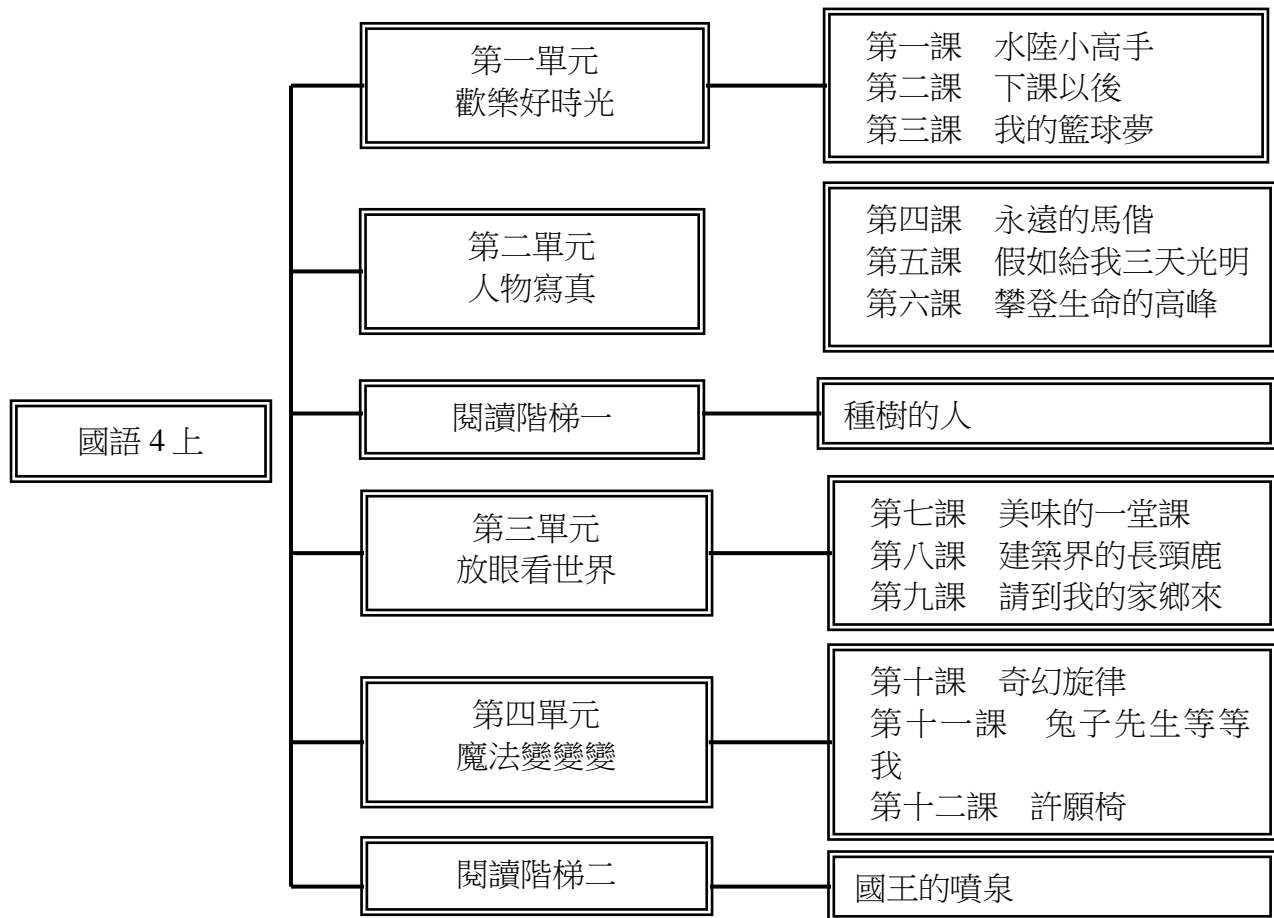 第一單元
歡樂好時光
第一課　水陸小高手
第二課　下課以後
第三課　我的籃球夢
第二單元
人物寫真
第四課　永遠的馬偕
第五課　假如給我三天光明
第六課　攀登生命的高峰
國語 4 上
閱讀階梯一
種樹的人
第三單元
放眼看世界
第七課　美味的一堂課
第八課　建築界的長頸鹿
第九課　請到我的家鄉來
第四單元
魔法變變變
第十課　奇幻旋律
第十一課　兔子先生等等
我
第十二課　許願椅
閱讀階梯二
國王的噴泉